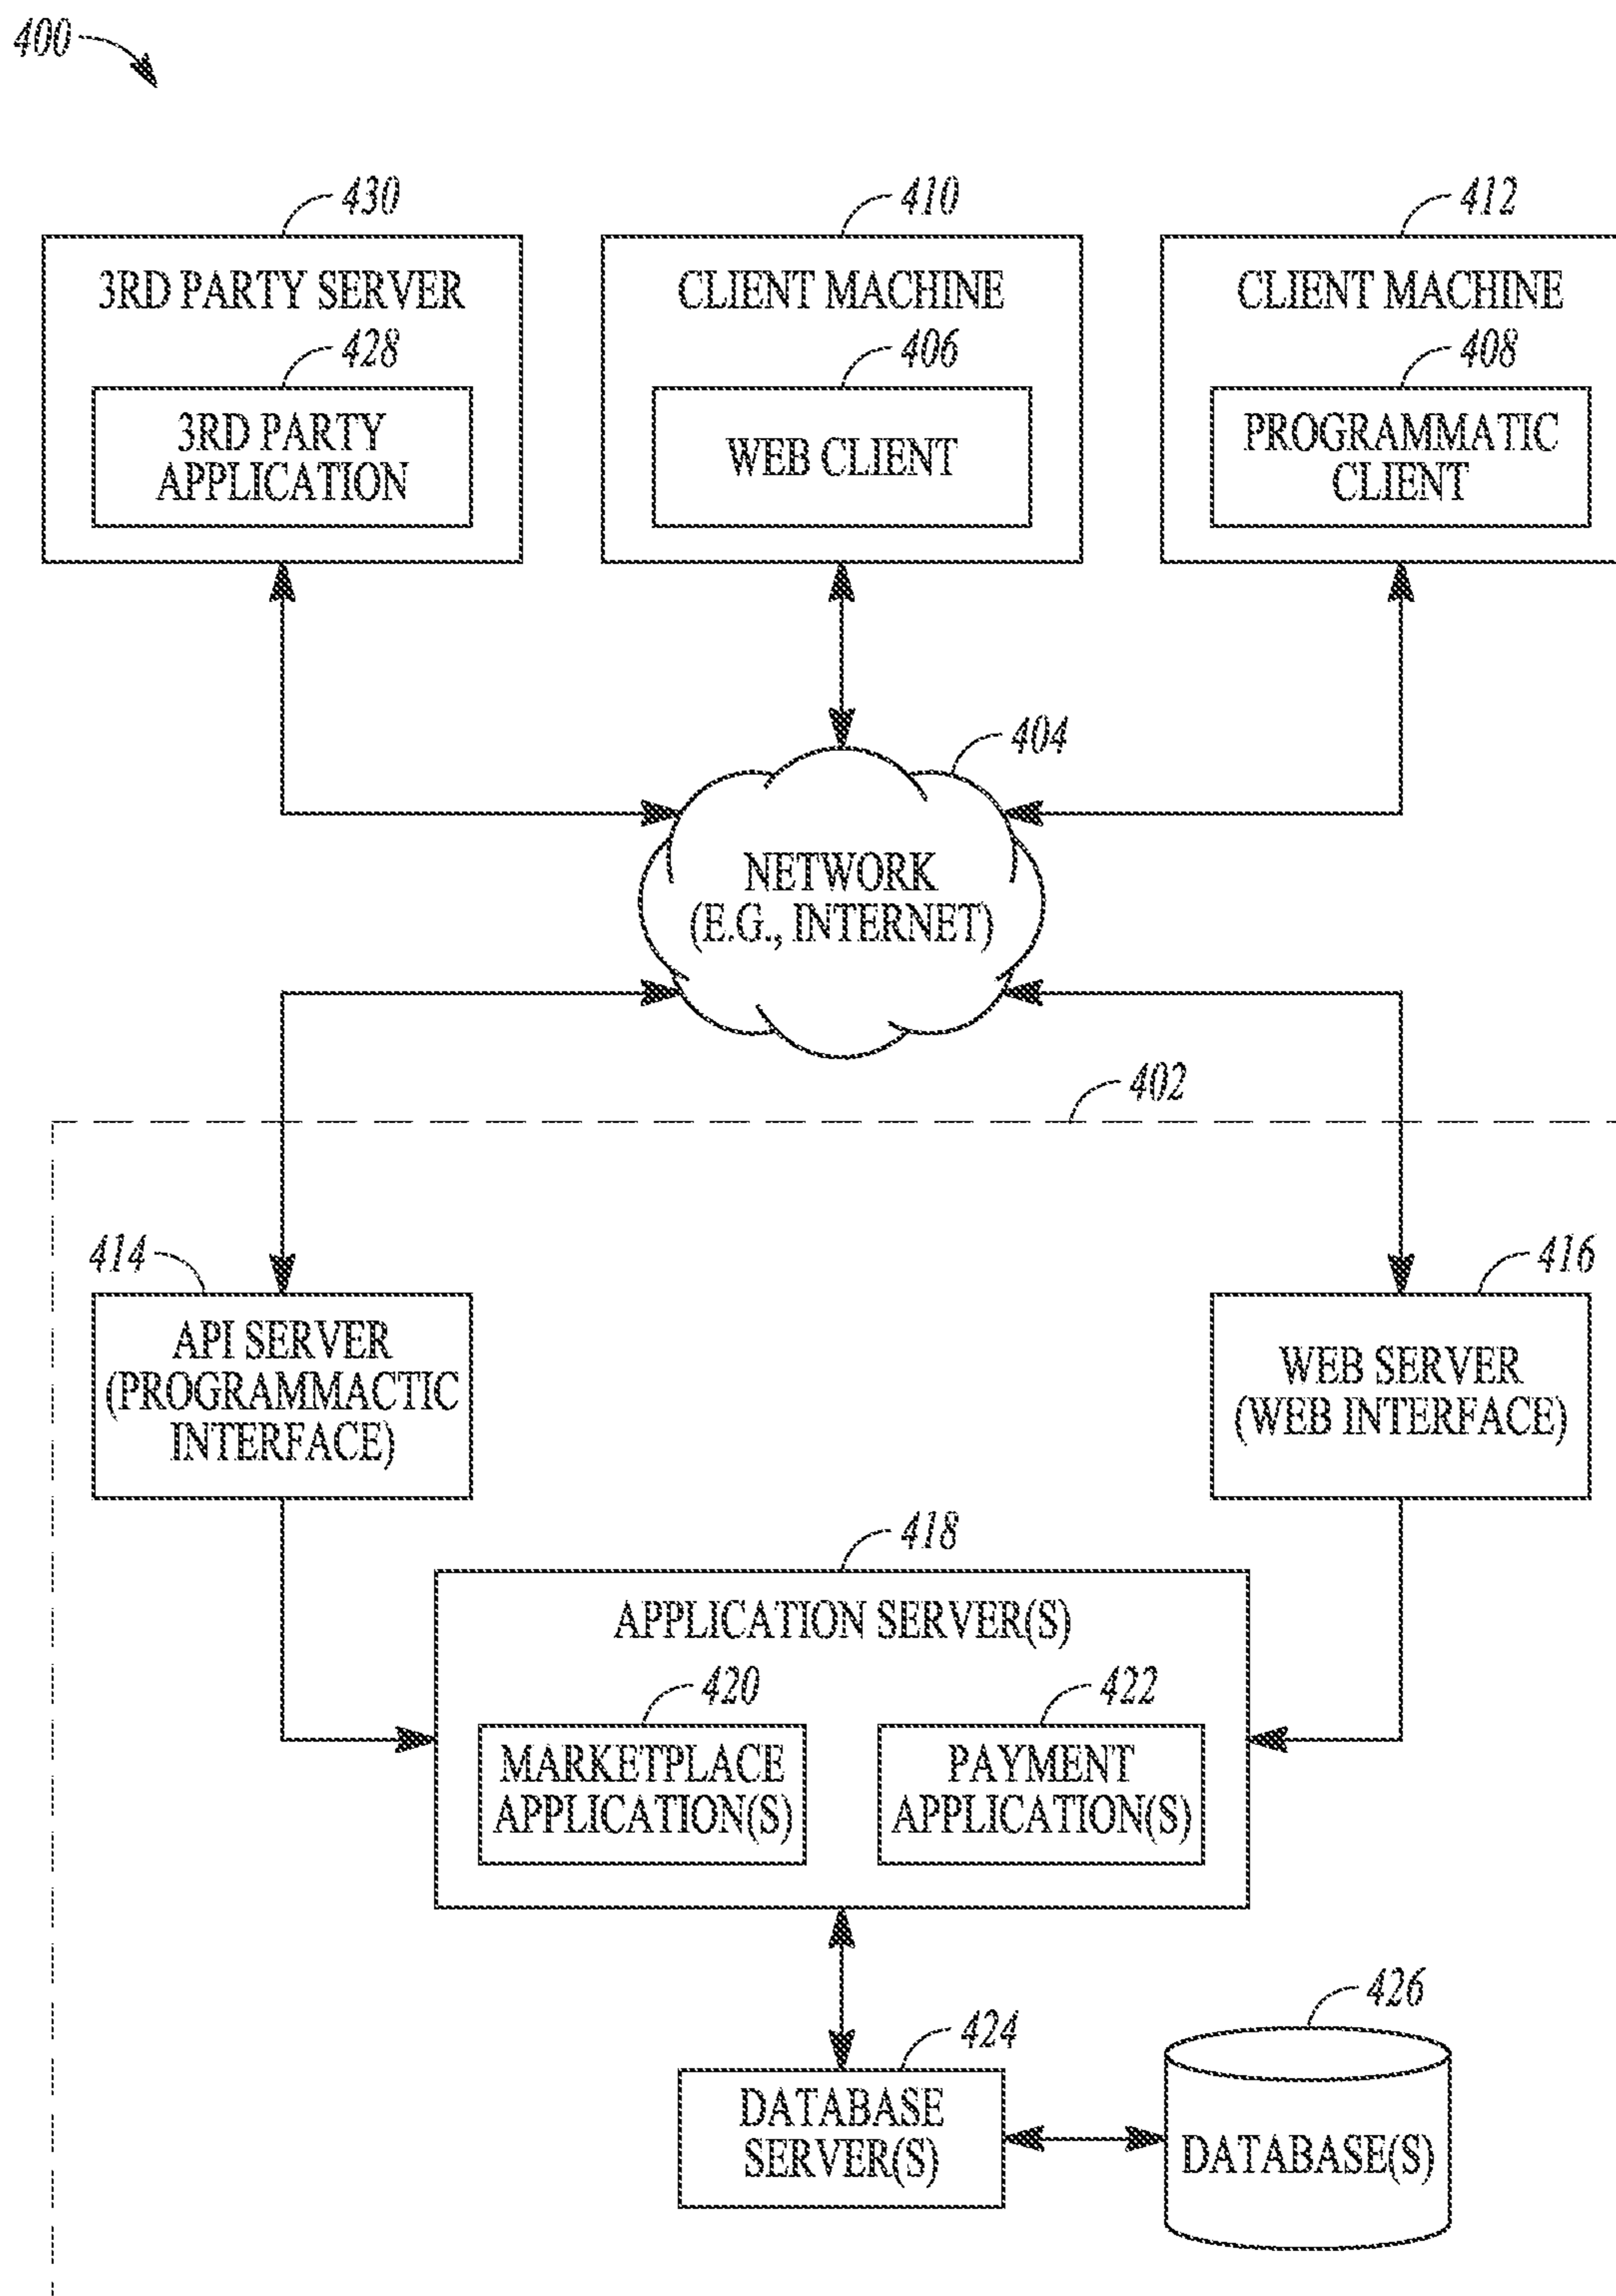 400
430
3RD PARTY SERVER
428
3RD PARTY
APPLICATION
410
CLIENT MACHINE
406
WEB CLIENT
412
CLIENT MACHINE
408
PROGRAMMATIC
CLIENT
404
NETWORK
(E.G., INTERNET)
402
414
API SERVER
(PROGRAMMACTIC
INTERFACE)
416
WEB SERVER
(WEB INTERFACE)
418
APPLICATION SERVER(S)
420
MARKETPLACE
APPLICATION(S)
422
PAYMENT
APPLICATION(S)
424
DATABASE
SERVER(S)
426
DATABASE(S)